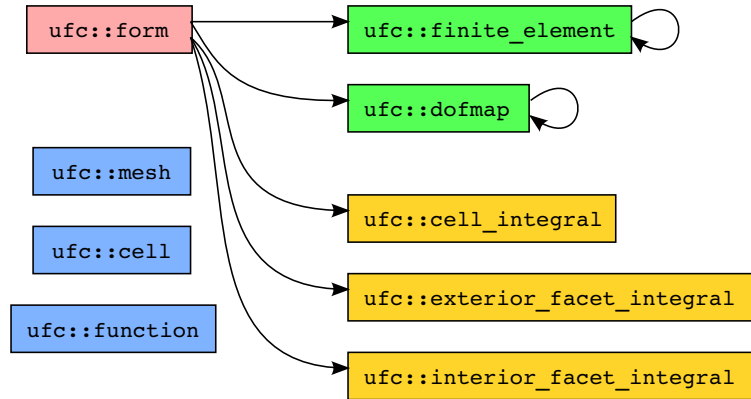 ufc::form
ufc::finite_element
ufc::dofmap
ufc::mesh
ufc::cell_integral
ufc::cell
ufc::exterior_facet_integral
ufc::function
ufc::interior_facet_integral